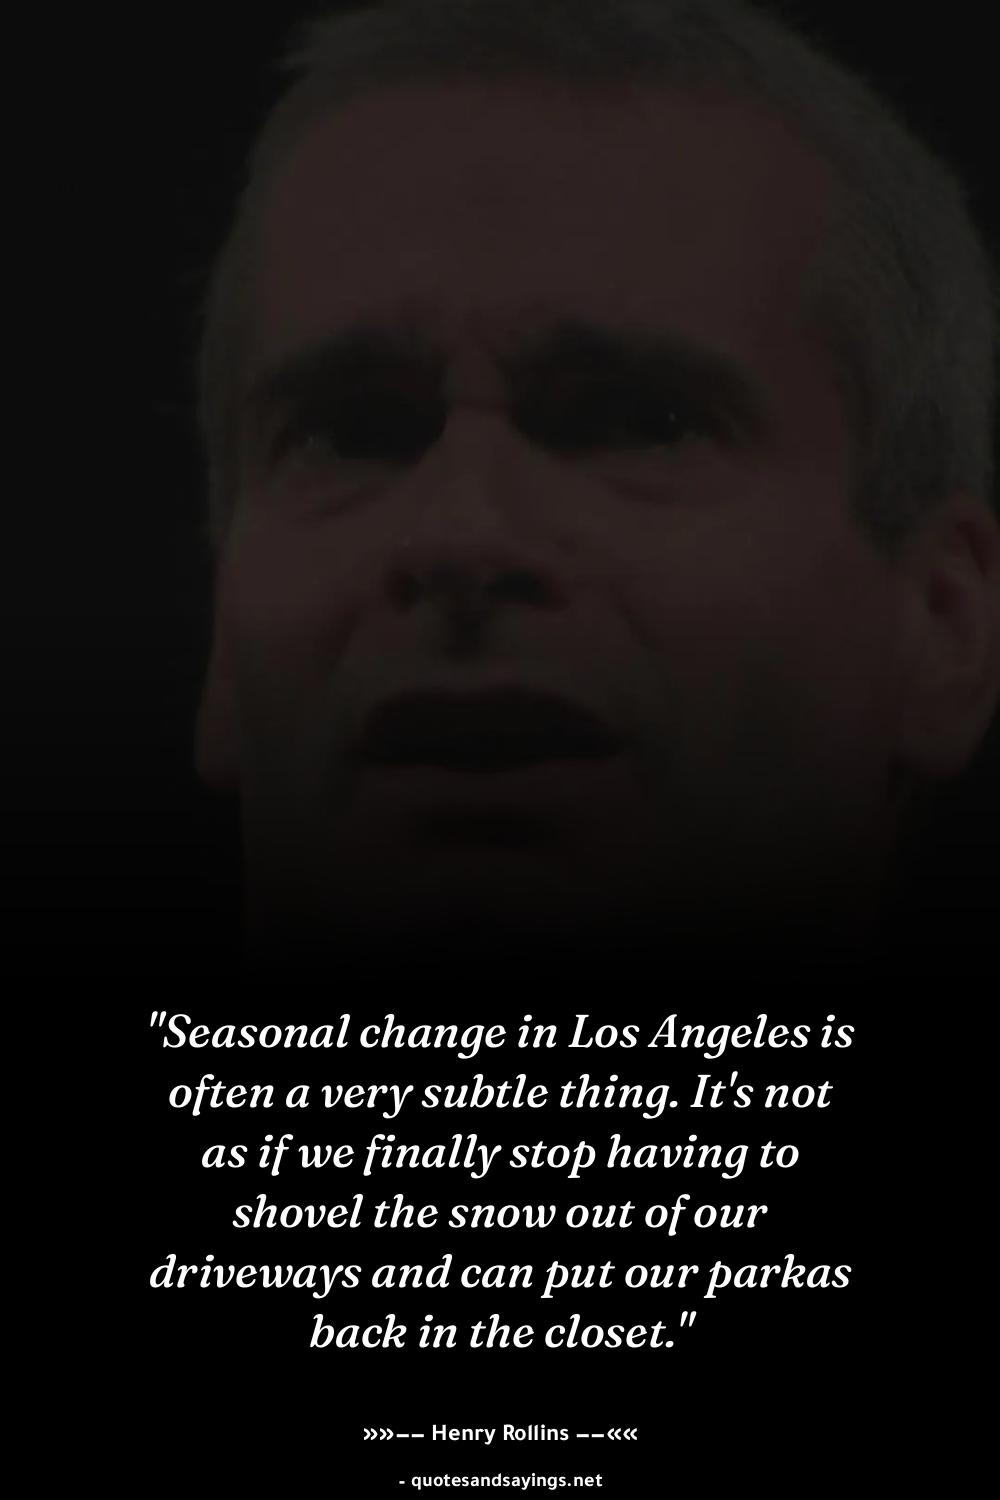 "Seasonal change in Los Angeles is
often a very subtle thing. It's not
as if we finally stop having to
shovel the snow out of our
driveways and can put our parkas
back in the closet."
»»–– Henry Rollins ––««
- quotesandsayings.net